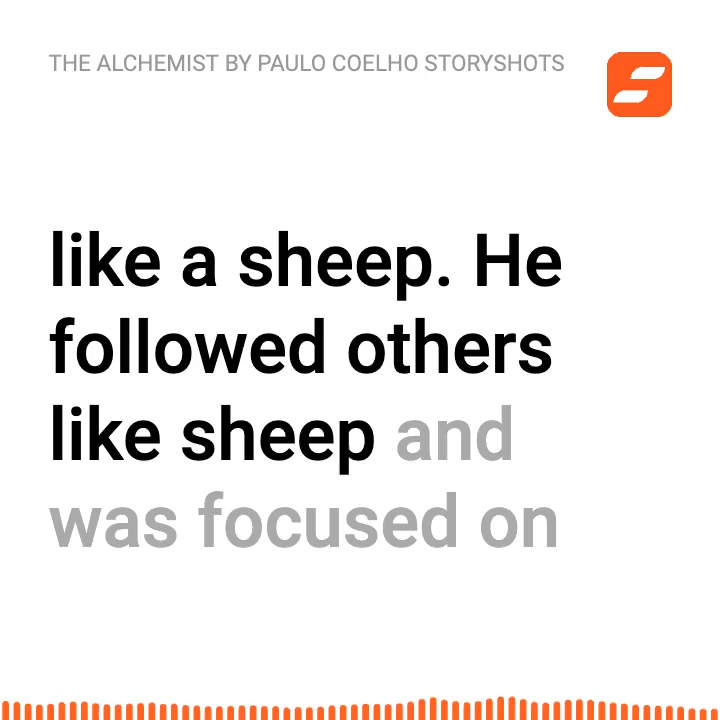 THE ALCHEMIST BY PAULO COELHO STORYSHOTS
like a sheep. He
followed others
like sheep and
was focused on